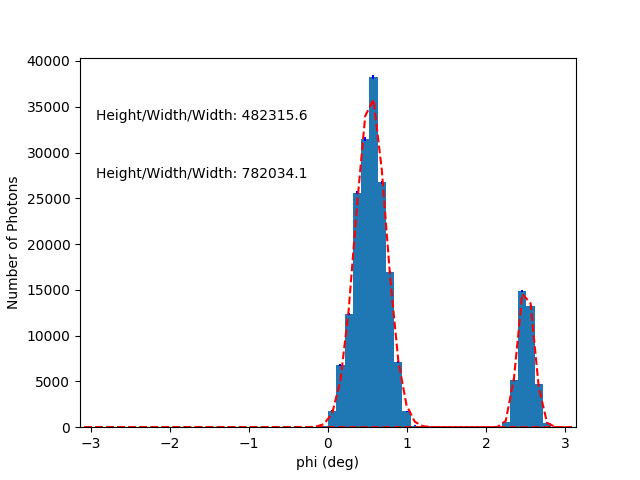 40000
35000
30000
25000
20000
15000
10000
5000
0
Number of Photons
Height/Width/Width: 482315.6
Height/Width/Width: 782034.1
−3 −2 −1 0 1 2 3
phi (deg)